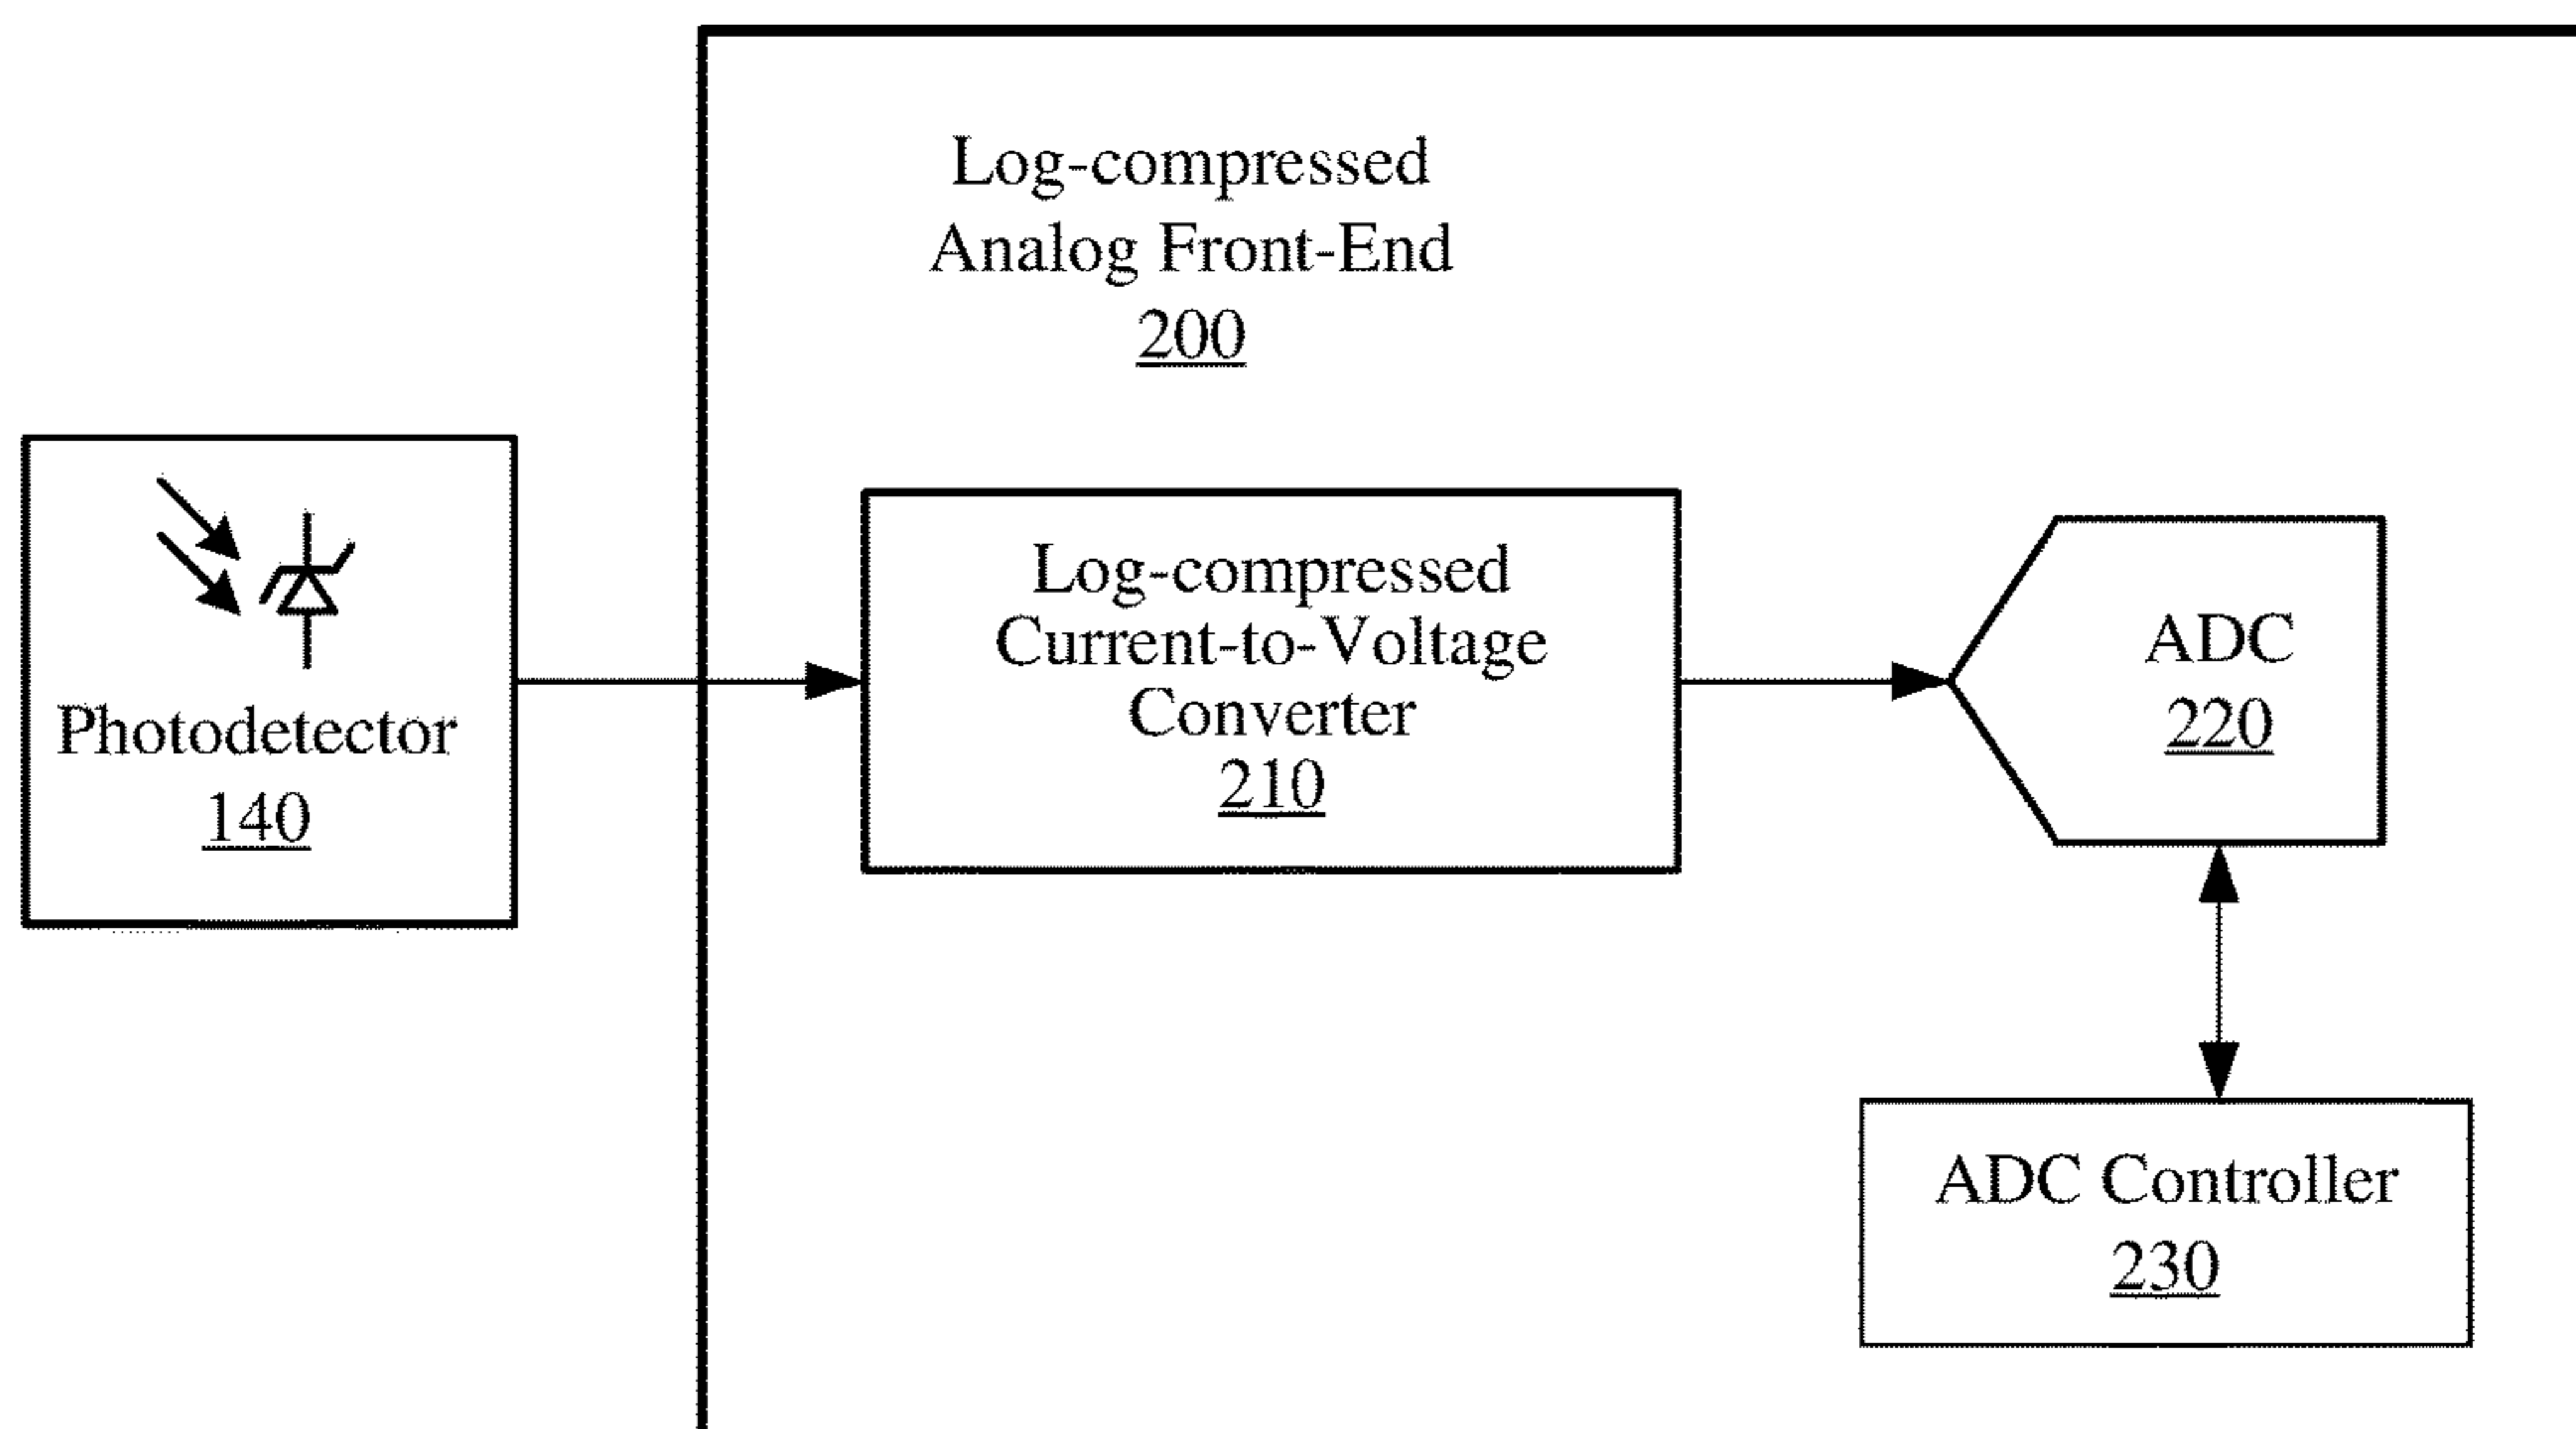 Log-compressed
Analog Front-End
200
Photodetector
140
Log-compressed
Current-to-Voltage
Converter
210
ADC
220
ADC Controller
230